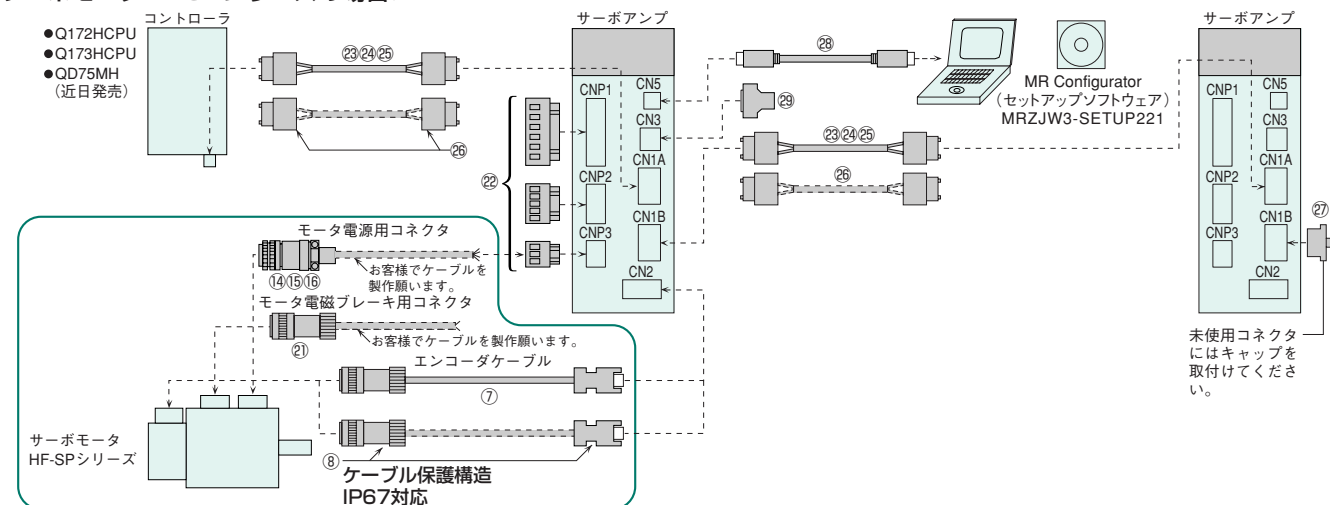 コントローラ
●Q172HCPU
●Q173HCPU
●QD75MH
（近日発売）
㉓㉔㉕
㉖
サーボアンプ
CNP1
CN5
CN3
CN1A
CNP2
CN1B
CNP3
CN2
㉒
㉘
㉙
MR Configurator
（セットアップソフトウェア）
MRZJW3-SETUP221
㉓㉔㉕
㉖
サーボアンプ
CNP1
CN5
CN3
CN1A
CNP2
CN1B
CNP3
CN2
㉗
未使用コネクタ
にはキャップを
取付けてくださ
い。
モータ電源用コネクタ
⑭⑮⑯
お客様でケーブルを
製作願います。
モータ電磁ブレーキ用コネクタ
㉑
お客様でケーブルを製作願います。
エンコーダケーブル
⑦
⑧
ケーブル保護構造
IP67対応
サーボモータ
HF-SPシリーズ